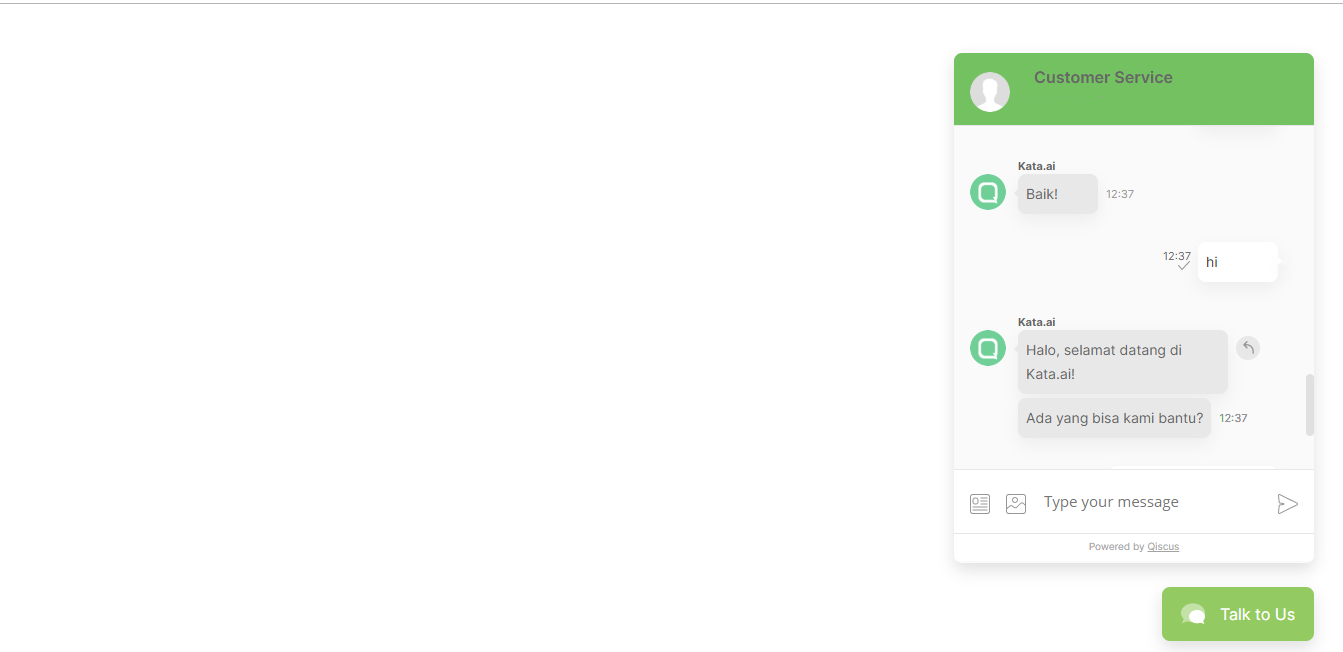 Customer Service
Kata.ai
Baik!
12:37
12:37
hi
Kata.ai
Halo, selamat datang di
Kata.ai!
Ada yang bisa kami bantu?
12:37
Type your message
Powered by Qiscus
Talk to Us